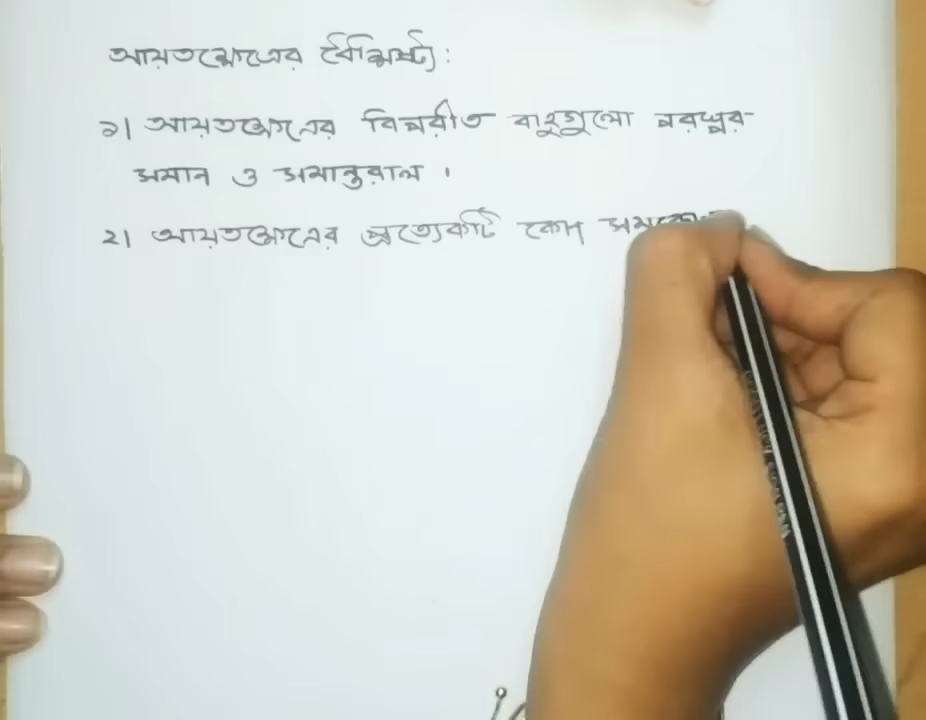 আয়তক্ষেত্রের বৈশিষ্ট্য:
১। আয়তক্ষেত্রের বিপরীত বাহুগুলো পরস্পর
সমান ও সমান্তরাল ।
২। আয়তক্ষেত্রের প্রত্যেকটি কোণ